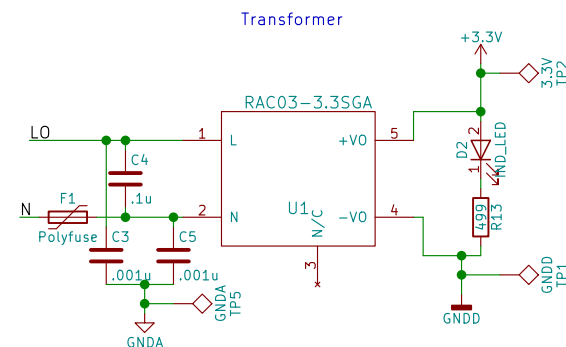 Transformer
+3.3V
3.3V
TP2
RAC03-3.3SGA
LO
1
L
+VO
5
D2
2
1
IND_LED
C4
.1u
F1
N
2
N
U1
-VO
4
499
R13
Polyfuse
C3
C5
N/C
3
.001u
.001u
GNDD
TP1
GNDA
TP5
GNDD
GNDA